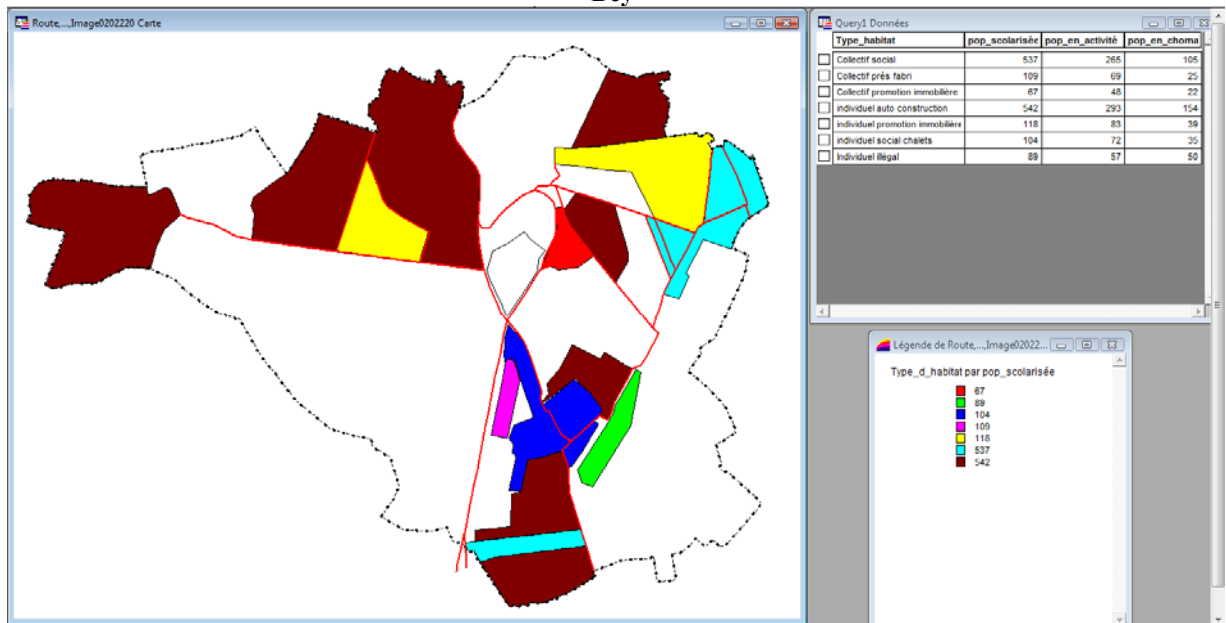 Route,...,Image0202220 Carte
Query1 Données
Type_habitat pop_scolarisée pop_en_activité pop_en_choma
Collectif social 537 265 105
Collectif prés fabri 109 69 25
Collectif promotion immobilière 67 48 22
individuel auto construction 542 293 154
individuel promotion immobilière 118 83 39
individuel social chalets 104 72 35
Individuel illégal 89 57 50
Légende de Route,...,Image02022...
Type_d_habitat par pop_scolarisée
67
89
104
109
118
537
542